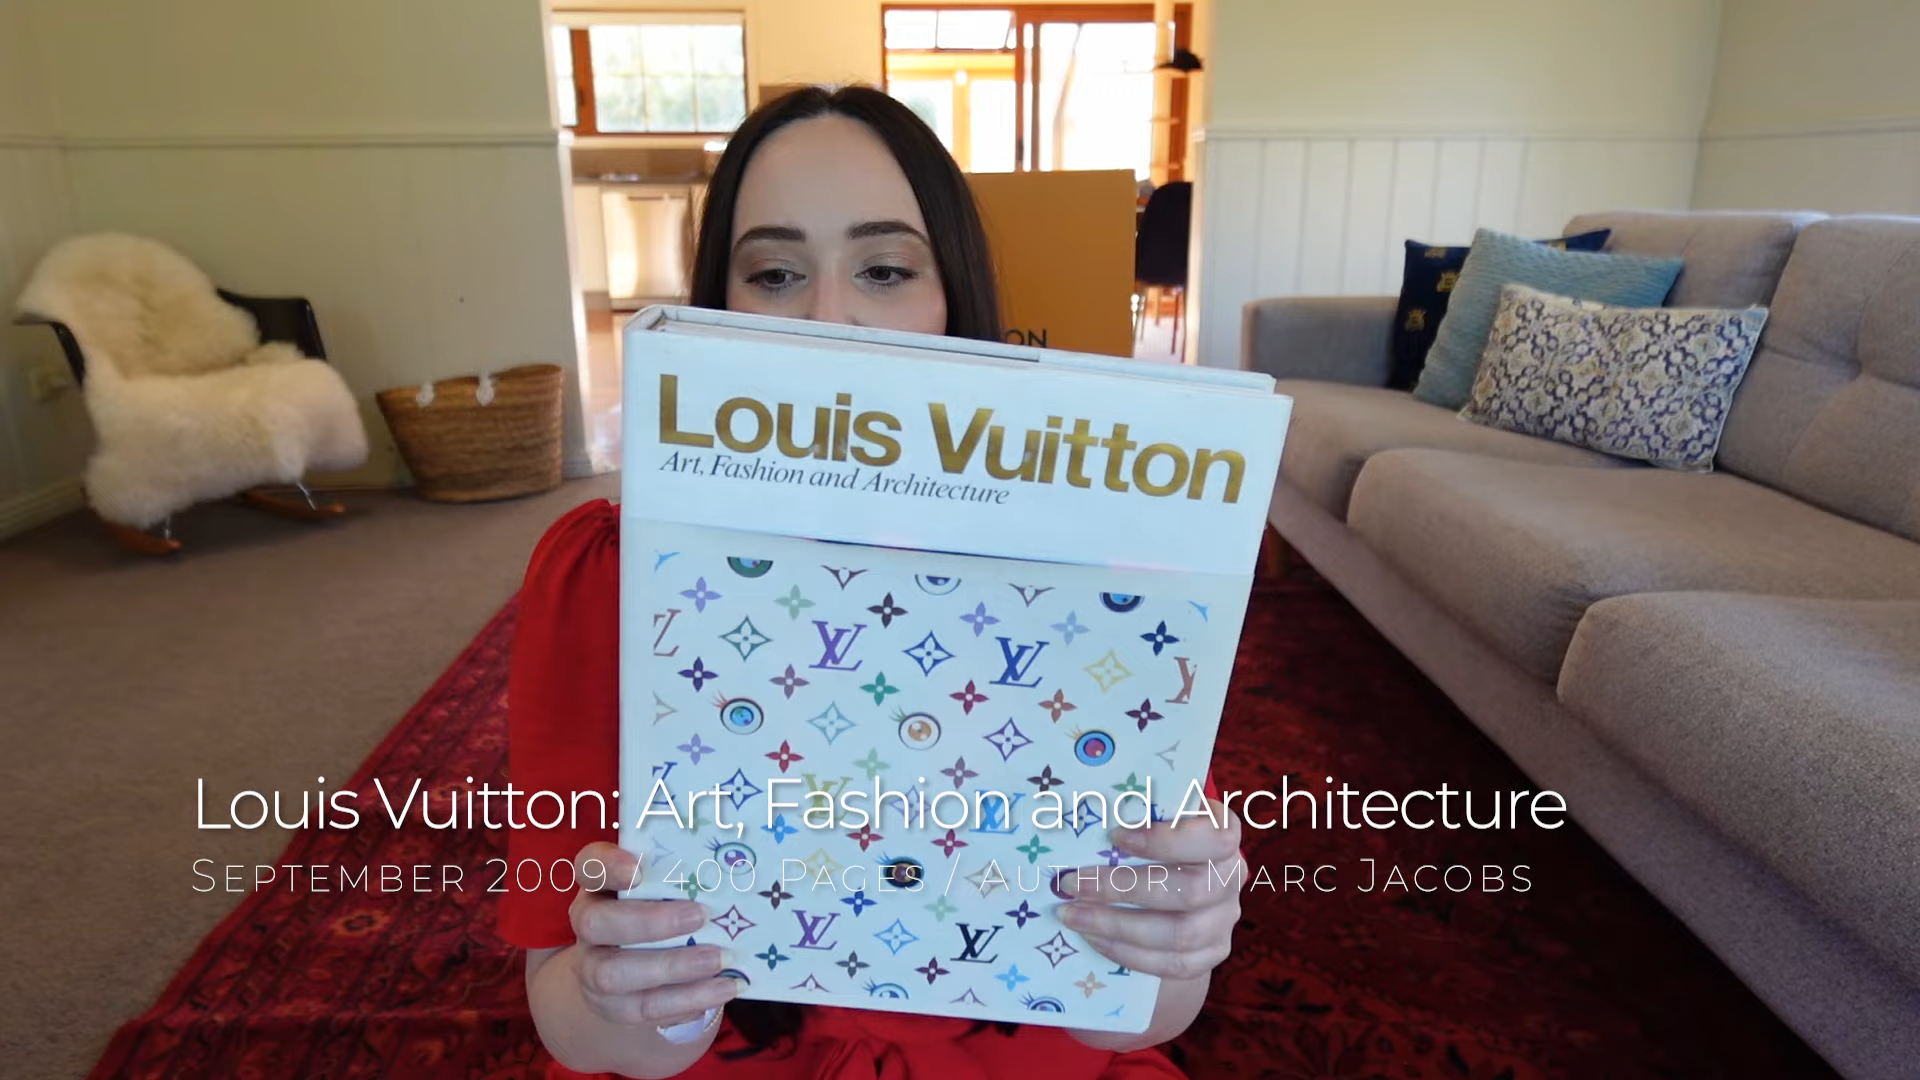 ON
Louis Vuitton
Art, Fashion and Architecture
Louis Vuitton: Art, Fashion and Architecture
September 2009 / 400 Pages / Author: Marc Jacobs